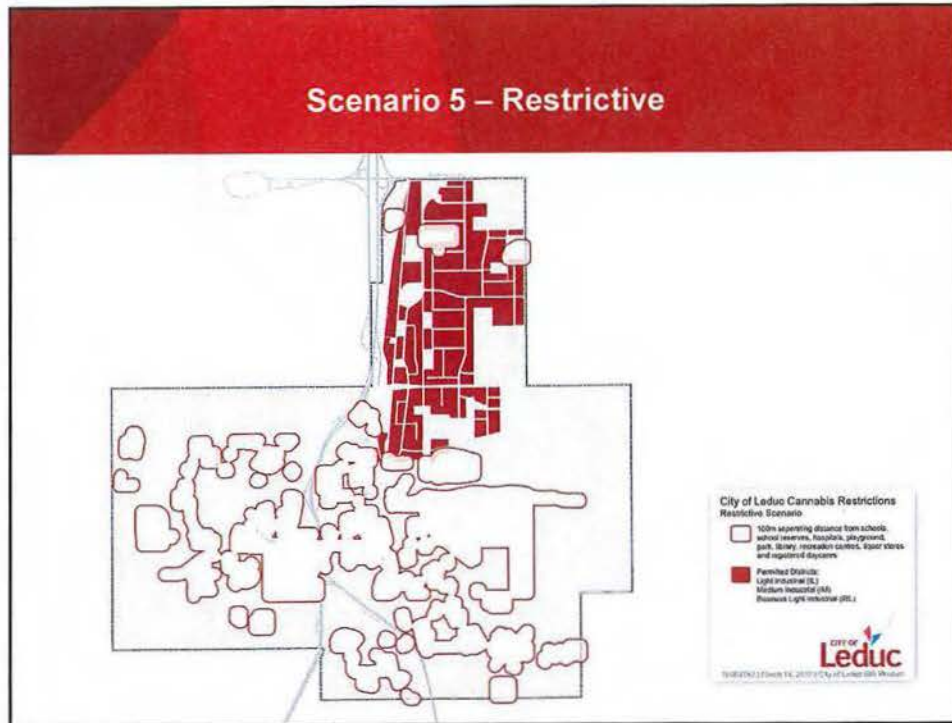 Scenario 5 – Restrictive
City of Leduc Cannabis Restrictions
Restrictive Scenario
100m separating distance from schools,
school reserves, hospitals, playground,
park, library, recreation centres, liquor stores
and registered daycares
Permitted Districts:
Light Industrial (IL)
Medium Industrial (IM)
Business Light Industrial
CITY OF
Leduc